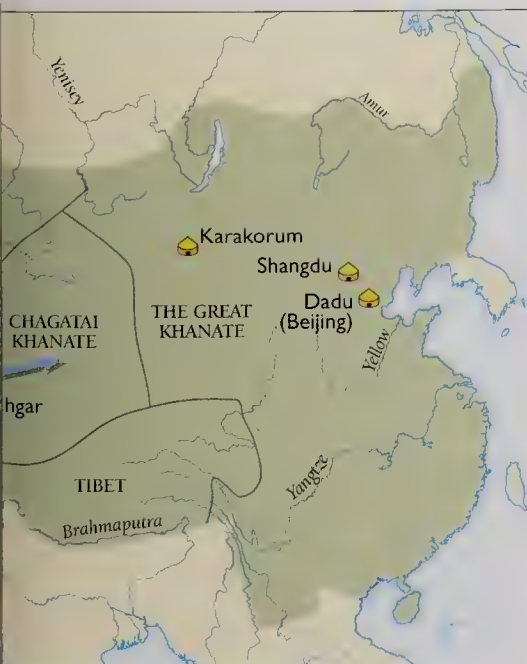 Yenisey
Amur
Karakorum
Shangdu
Dadu
(Beijing)
THE GREAT
KHANATE
CHAGATAI
KHANATE
Yellow
hgar
Yangtze
TIBET
Brahmaputra